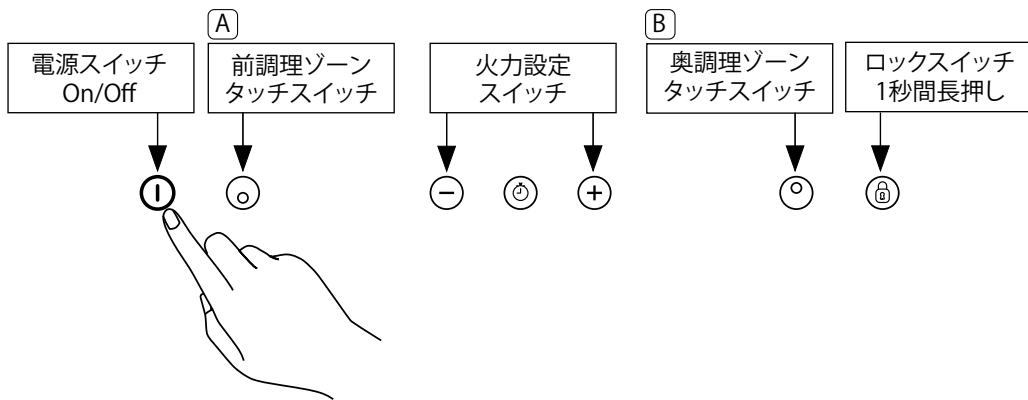 A
B
電源スイッチ
On/Off
前調理ゾーン
タッチスイッチ
火力設定
スイッチ
奥調理ゾーン
タッチスイッチ
ロックスイッチ
1秒間長押し